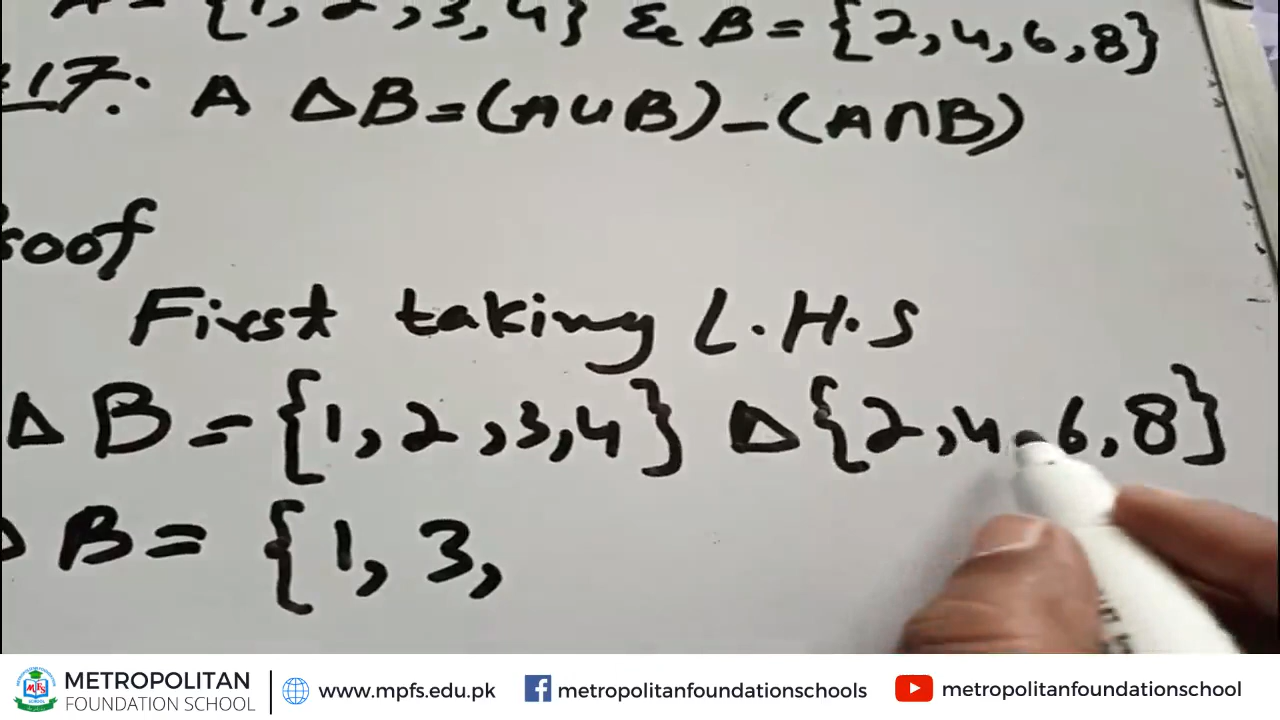 A = {1, 2, 3, 4} & B = {2, 4, 6, 8}
17: A Δ B = (A ∪ B) – (A ∩ B)
oof
First taking L.H.S
Δ B = {1, 2, 3, 4} Δ {2, 4, 6, 8}
Δ B = {1, 3,
MPS
METROPOLITAN
FOUNDATION SCHOOL
www.mpfs.edu.pk
metropolitanfoundationschools
metropolitanfoundationschool